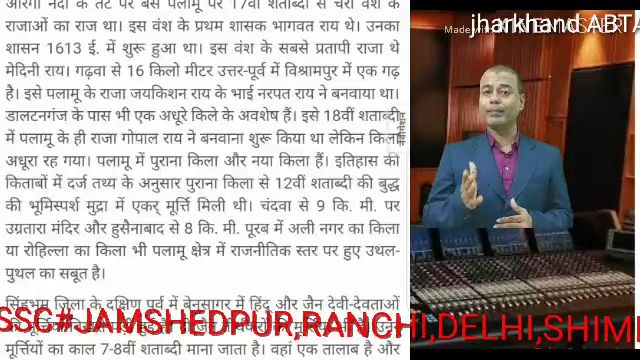 औरंगा नदी के तट पर बसे पलामू पर 17वीं शताब्दी से चेरो वंश के
राजाओं का राज था। इस वंश के प्रथम शासक भागवत राय थे। उनका
शासन 1613 ई. में शुरू हुआ था। इस वंश के सबसे प्रतापी राजा थे
मेदिनी राय। गढ़वा से 16 किलो मीटर उत्तर-पूर्व में विश्रामपुर में एक गढ़
है। इसे पलामू के राजा जयकिशन राय के भाई नरपत राय ने बनवाया था।
डालटनगंज के पास भी एक अधूरे किले के अवशेष हैं। इसे 18वीं शताब्दी
में पलामू के ही राजा गोपाल राय ने बनवाना शुरू किया था लेकिन किला
अधूरा रह गया। पलामू में पुराना किला और नया किला हैं। इतिहास की
किताबों में दर्ज तथ्य के अनुसार पुराना किला से 12वीं शताब्दी की बुद्ध
की भूमिस्पर्श मुद्रा में एकर् मूर्त्ति मिली थी। चंदवा से 9 कि. मी. पर
उग्रतारा मंदिर और हुसैनाबाद से 8 कि. मी. पूरब में अली नगर का किला
या रोहिल्ला का किला भी पलामू क्षेत्र में राजनीतिक स्तर पर हुए उथल-
पुथल का सबूत है।
सिंहभूम ज़िला के दक्षिण पूर्व में बेनसागर में हिंदू और जैन देवी-देवताओं
मूर्त्तियों का काल 7-8वीं शताब्दी माना जाता है। वहां एक तालाब है और
jharkhand ABTA
Made with KINEMASTER
SSC#JAMSHEDPUR,RANCHI,DELHI,SHIM